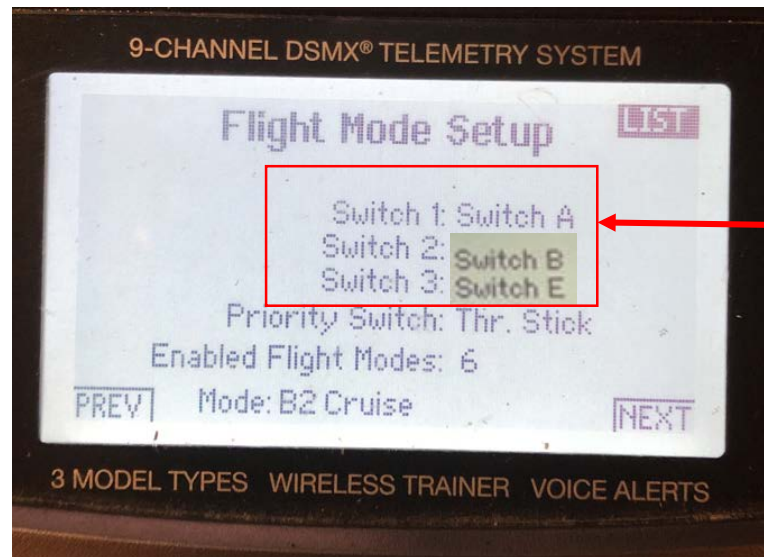 9-CHANNEL DSMX® TELEMETRY SYSTEM
LIST
Flight Mode Setup
Switch 1: Switch A
Switch 2: Switch B
Switch 3: Switch E
Priority Switch: Thr. Stick
Enabled Flight Modes: 6
Mode: B2 Cruise
PREV
NEXT
3 MODEL TYPES WIRELESS TRAINER VOICE ALERTS